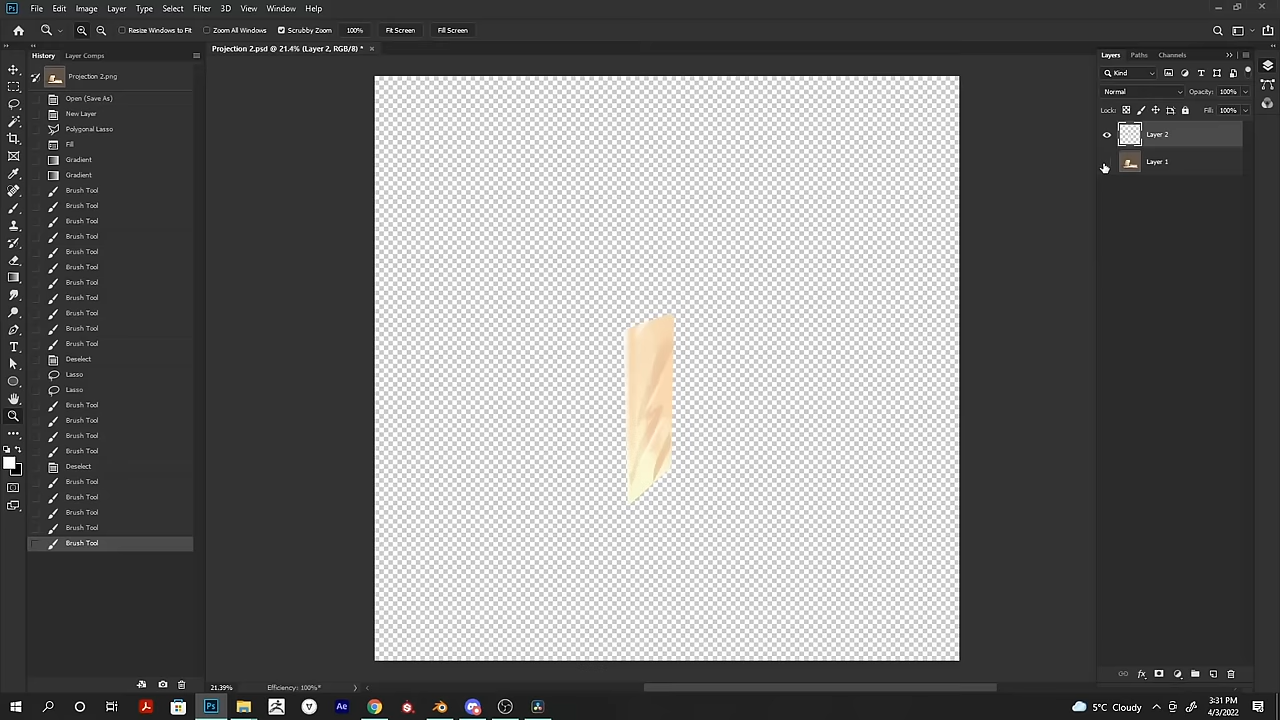 Ps File Edit Image Layer Type Select Filter 3D View Window Help
Resize Windows to Fit Zoom All Windows Scrubby Zoom 100% Fit Screen Fill Screen
Projection 2.psd @ 21.4% (Layer 2, RGB/8) *
History Layer Comps
Projection 2.png
Open (Save As)
New Layer
Polygonal Lasso
Fill
Gradient
Gradient
Brush Tool
Brush Tool
Brush Tool
Brush Tool
Brush Tool
Brush Tool
Brush Tool
Brush Tool
Brush Tool
Brush Tool
Brush Tool
Deselect
Lasso
Lasso
Brush Tool
Brush Tool
Brush Tool
Brush Tool
Deselect
Brush Tool
Brush Tool
Brush Tool
Brush Tool
Brush Tool
Layers Paths Channels
Kind
Normal Opacity: 100%
Lock: Fill: 100%
Layer 2
Layer 1
21.39% Efficiency: 100%*
Ps Ae
5°C Cloudy
3:31 PM
4/3/2022